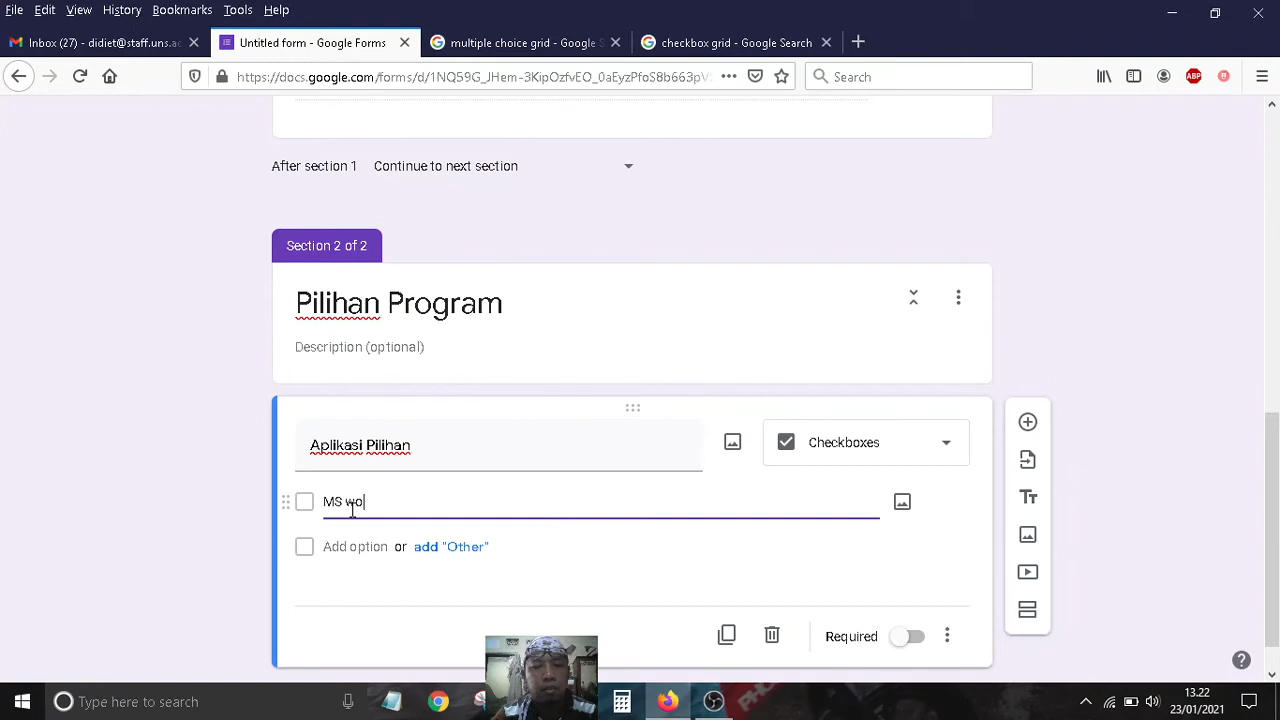 File Edit View History Bookmarks Tools Help
Inbox (27) - didiet@staff.uns.a
Untitled form - Google Forms
multiple choice grid - Google S
checkbox grid - Google Search
https://docs.google.com/forms/d/1NQ59G_JHem-3KipOzfvEO_0aEyzPfoS8b663pV
Search
ABP
After section 1 Continue to next section
Section 2 of 2
Pilihan Program
Description (optional)
Aplikasi Pilihan
Checkboxes
MS wo
Add option or add "Other"
Required
Type here to search
13.22
23/01/2021